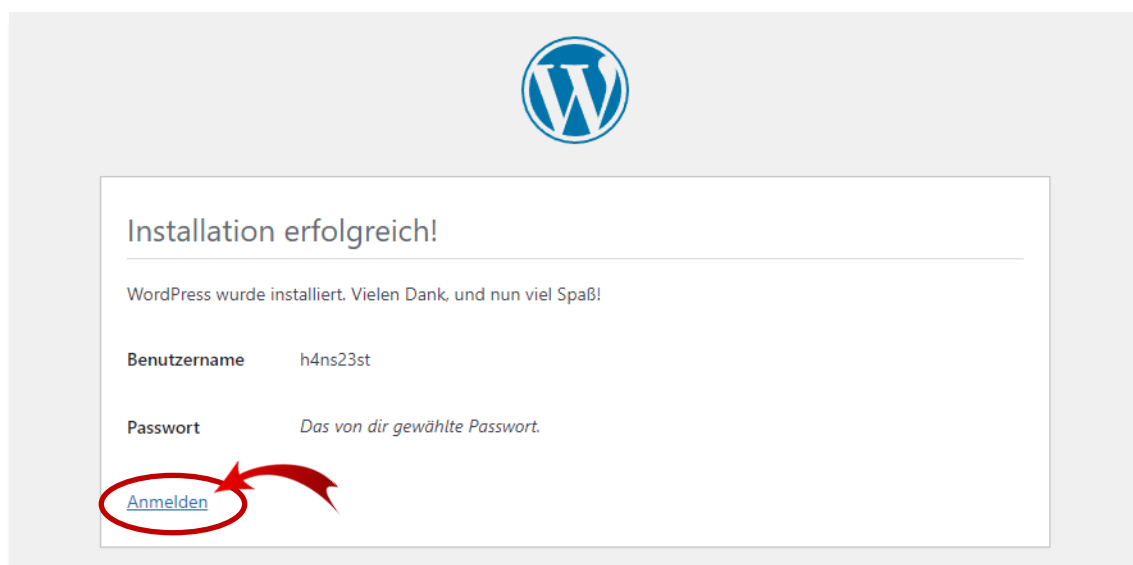 Installation erfolgreich!
WordPress wurde installiert. Vielen Dank, und nun viel Spaß!
Benutzername h4ns23st
Passwort Das von dir gewählte Passwort.
Anmelden